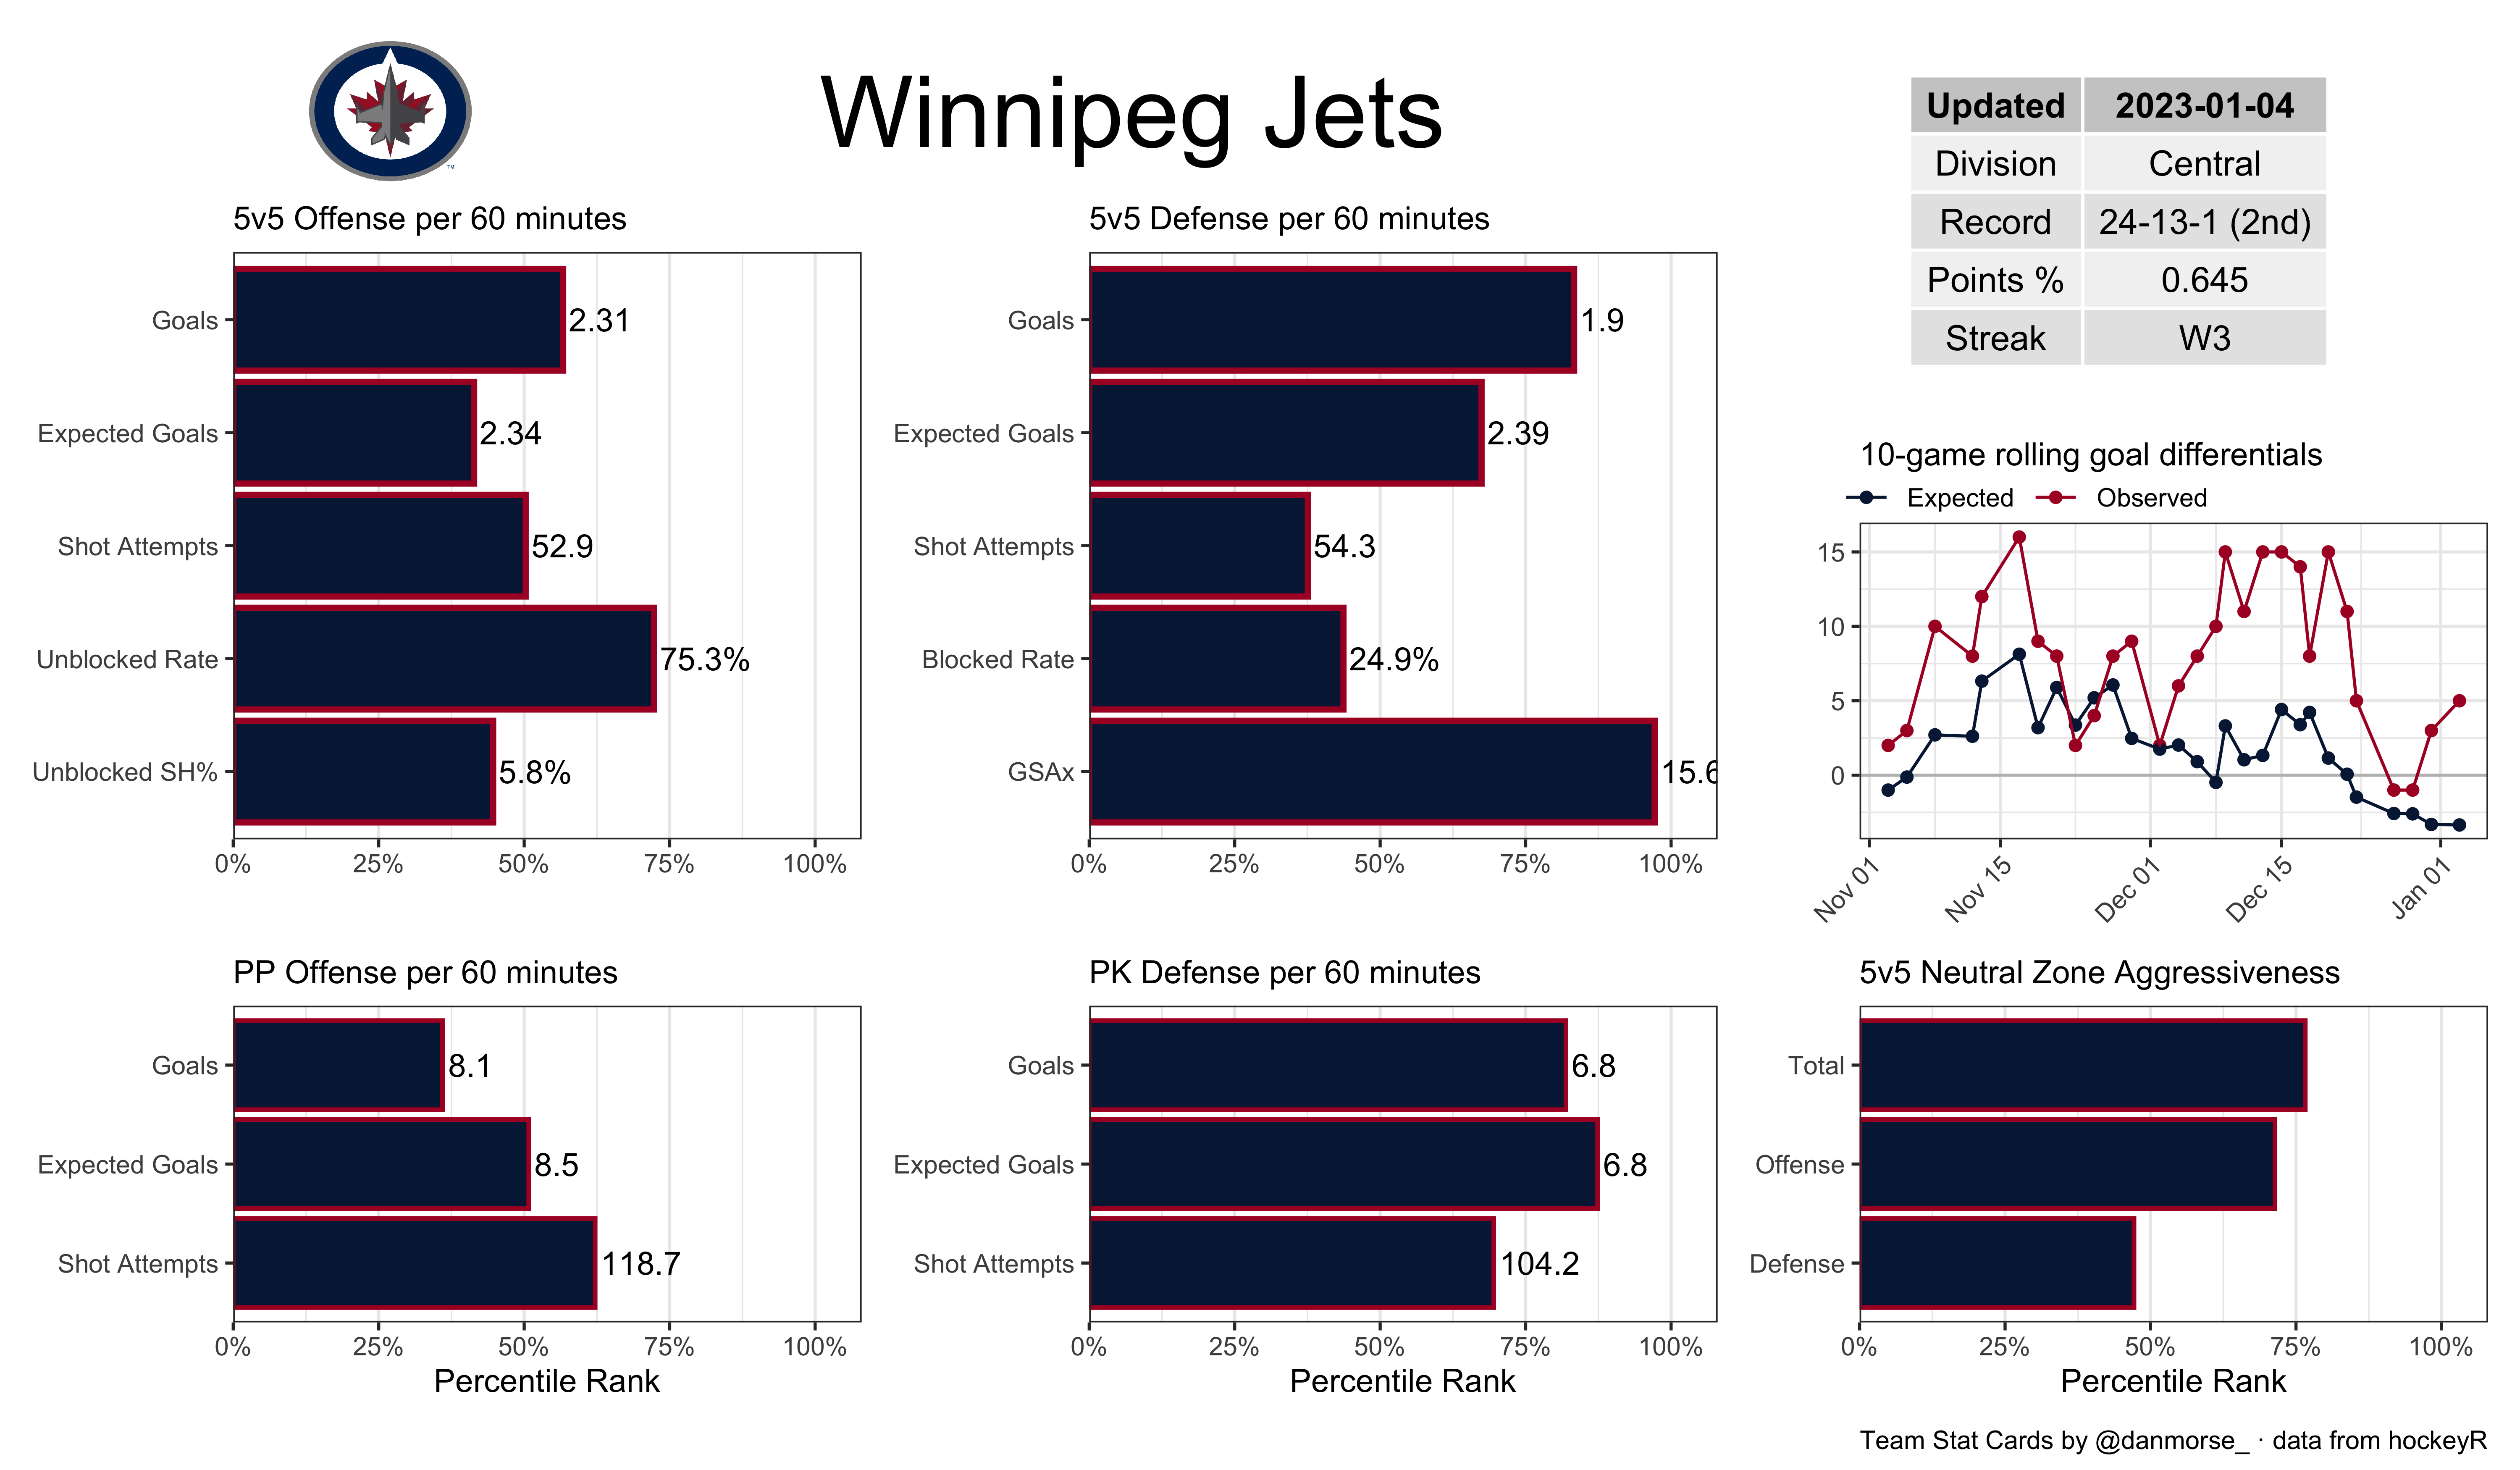 Winnipeg Jets
TM
Updated 2023-01-04
Division Central
Record 24-13-1 (2nd)
Points % 0.645
Streak W3
5v5 Offense per 60 minutes
Goals 2.31
Expected Goals 2.34
Shot Attempts 52.9
Unblocked Rate 75.3%
Unblocked SH% 5.8%
0% 25% 50% 75% 100%
5v5 Defense per 60 minutes
Goals 1.9
Expected Goals 2.39
Shot Attempts 54.3
Blocked Rate 24.9%
GSAx 15.6
0% 25% 50% 75% 100%
10-game rolling goal differentials
Expected Observed
15
10
5
0
Nov 01 Nov 15 Dec 01 Dec 15 Jan 01
PP Offense per 60 minutes
Goals 8.1
Expected Goals 8.5
Shot Attempts 118.7
0% 25% 50% 75% 100%
Percentile Rank
PK Defense per 60 minutes
Goals 6.8
Expected Goals 6.8
Shot Attempts 104.2
0% 25% 50% 75% 100%
Percentile Rank
5v5 Neutral Zone Aggressiveness
Total
Offense
Defense
0% 25% 50% 75% 100%
Percentile Rank
Team Stat Cards by @danmorse_ · data from hockeyR